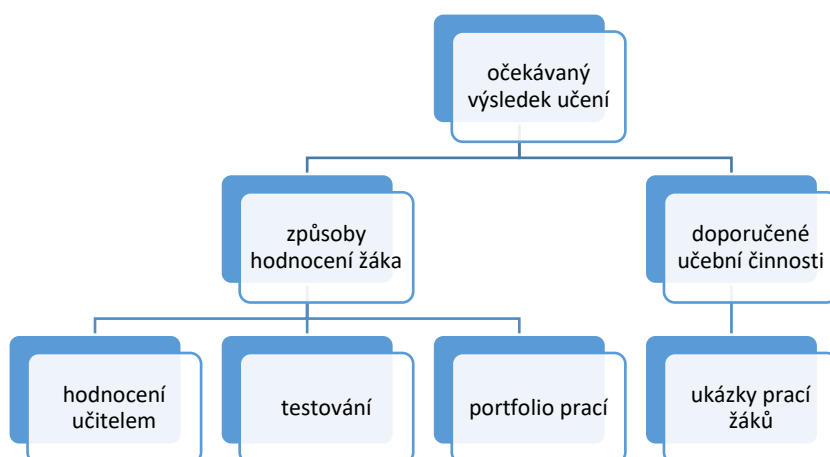 očekávaný
výsledek učení
způsoby
hodnocení žáka
doporučené
učební činnosti
hodnocení
učitelem
testování
portfolio prací
ukázky prací
žáků